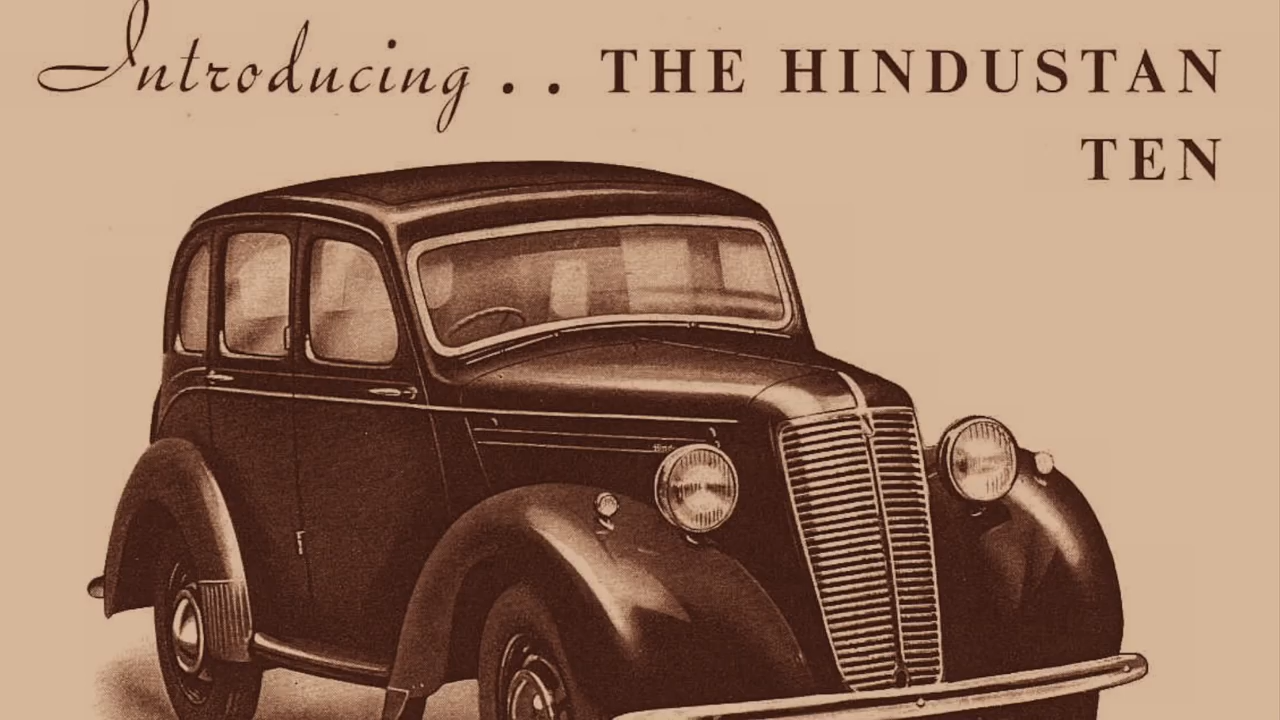 Introducing . . THE HINDUSTAN
TEN